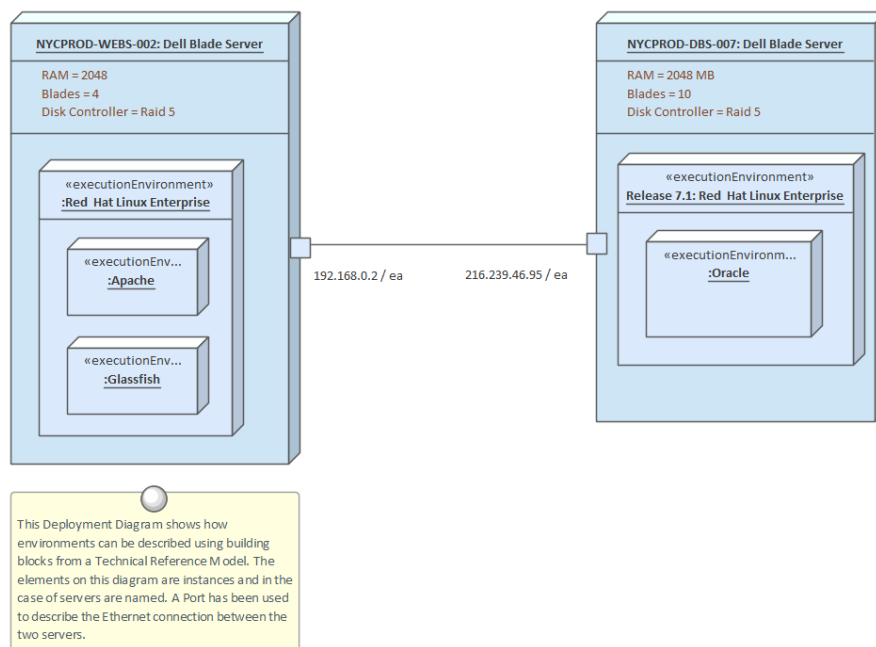 NYCPROD-WEBS-002: Dell Blade Server
RAM = 2048
Blades = 4
Disk Controller = Raid 5
«executionEnvironment»
:Red Hat Linux Enterprise
«executionEnv...
:Apache
«executionEnv...
:Glassfish
192.168.0.2 / ea
216.239.46.95 / ea
NYCPROD-DBS-007: Dell Blade Server
RAM = 2048 MB
Blades = 10
Disk Controller = Raid 5
«executionEnvironment»
Release 7.1: Red Hat Linux Enterprise
«executionEnvironm...
:Oracle
This Deployment Diagram shows how
environments can be described using building
blocks from a Technical Reference Model. The
elements on this diagram are instances and in the
case of servers are named. A Port has been used
to describe the Ethernet connection between the
two servers.